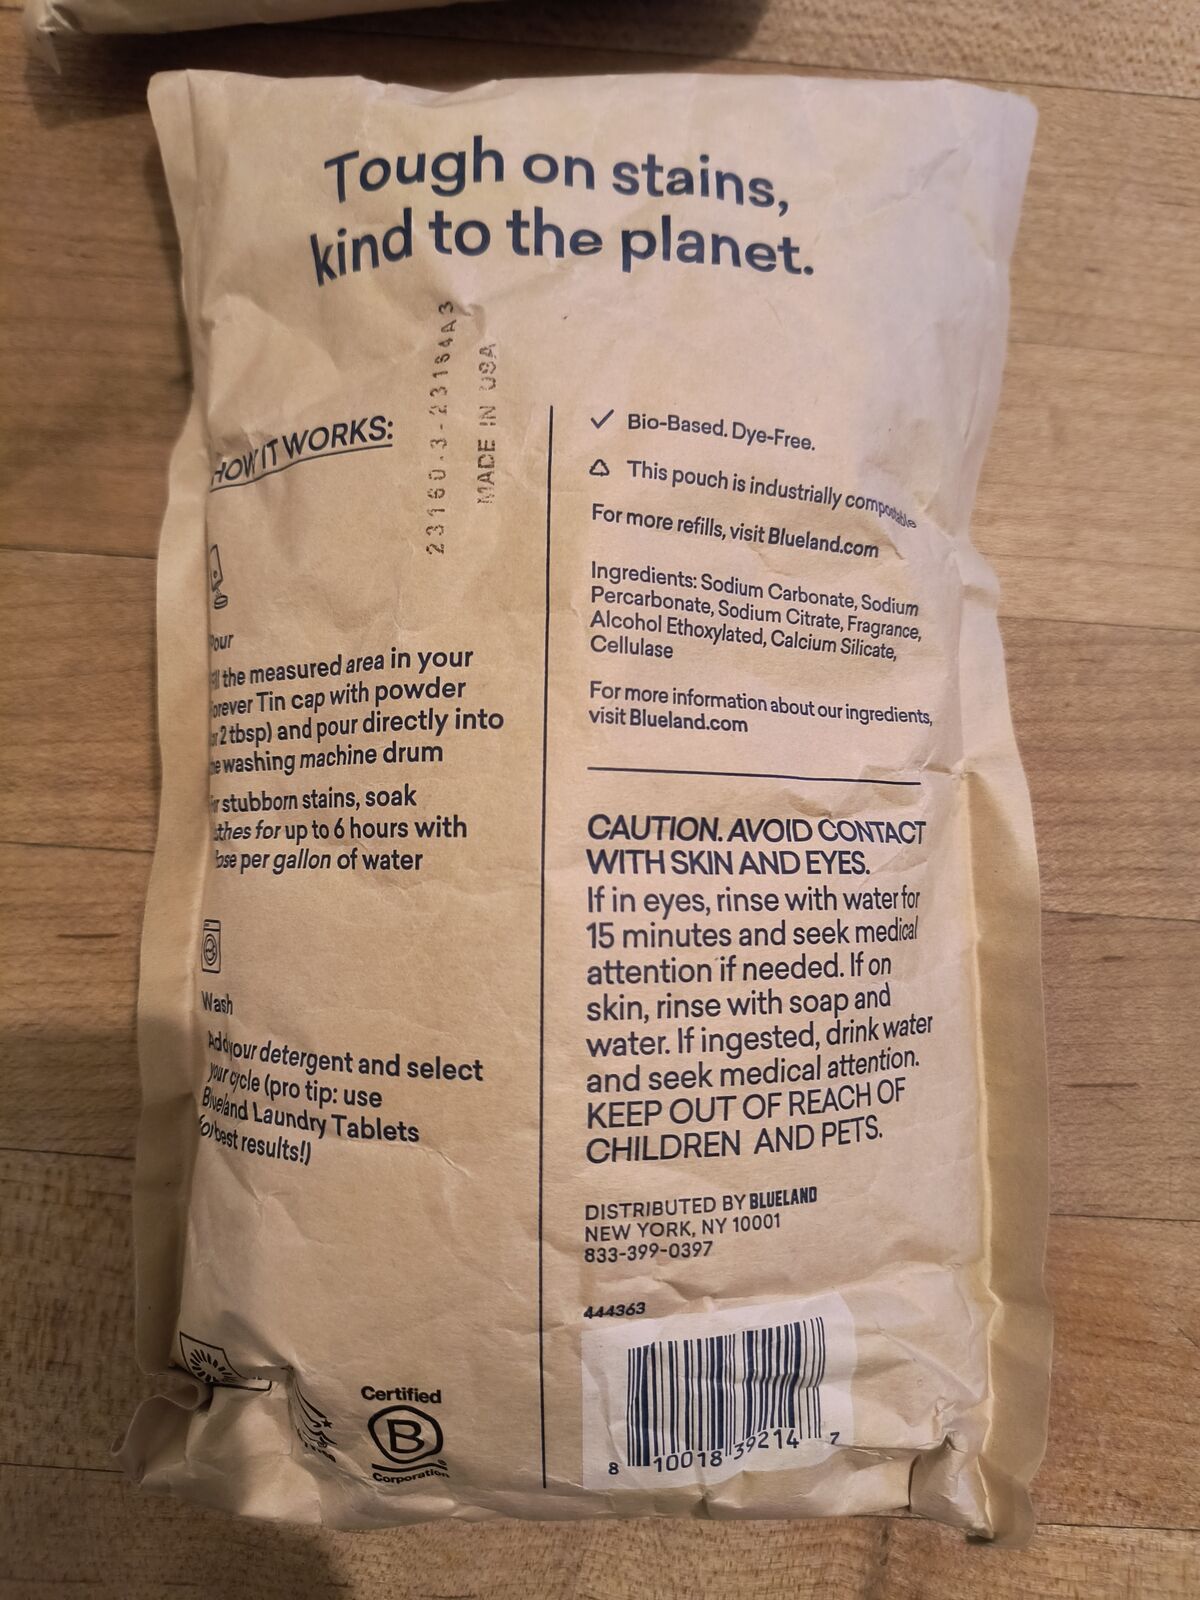 Tough on stains,
kind to the planet.
23160.3-23164A3
MADE IN USA
HOW IT WORKS:
Pour
the measured area in your
Forever Tin cap with powder
2 tbsp) and pour directly into
washing machine drum
stubborn stains, soak
for up to 6 hours with
per gallon of water
Wash
Add your detergent and select
your cycle (pro tip: use
Blueland Laundry Tablets
for best results!)
Certified
B
Corporation
Bio-Based. Dye-Free.
This pouch is industrially compostable
For more refills, visit Blueland.com
Ingredients: Sodium Carbonate, Sodium
Percarbonate, Sodium Citrate, Fragrance,
Alcohol Ethoxylated, Calcium Silicate,
Cellulase
For more information about our ingredients,
visit Blueland.com
CAUTION. AVOID CONTACT
WITH SKIN AND EYES.
If in eyes, rinse with water for
15 minutes and seek medical
attention if needed. If on
skin, rinse with soap and
water. If ingested, drink water
and seek medical attention.
KEEP OUT OF REACH OF
CHILDREN AND PETS.
DISTRIBUTED BY BLUELAND
NEW YORK, NY 10001
833-399-0397
444363
8 10018 39214 7